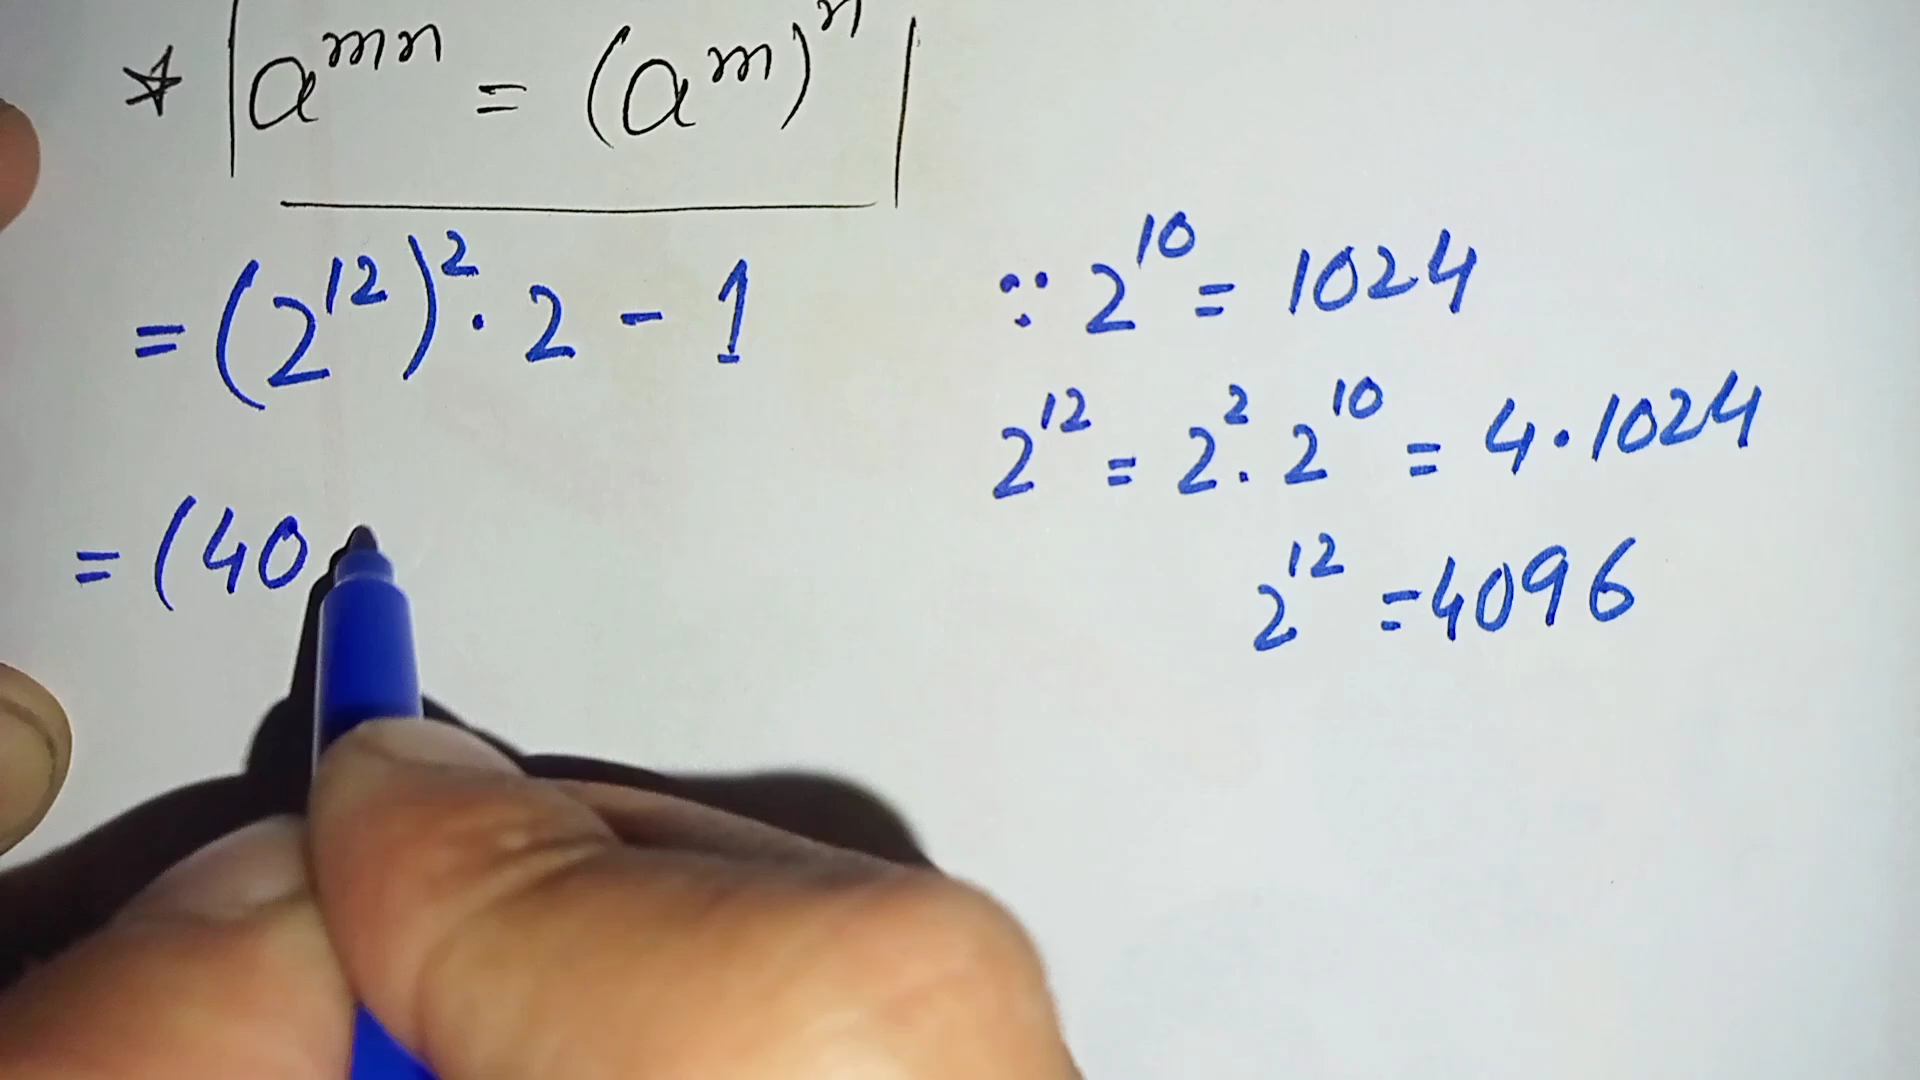 * |a^{mn} = (a^m)^n|
= (2^{12})^2 · 2 - 1
∵ 2^{10} = 1024
2^{12} = 2^2 · 2^{10} = 4 · 1024
2^{12} = 4096
= (40